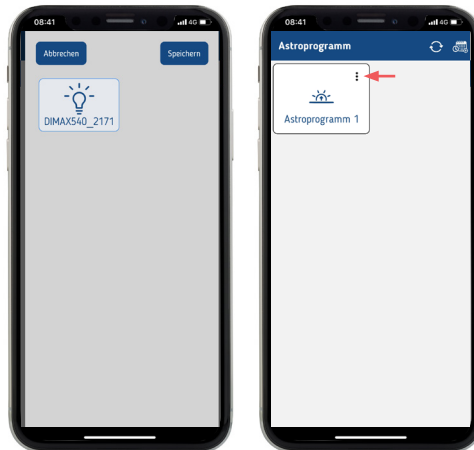 08:41
4G
Abbrechen
Speichern
DIMAX540_2171
08:41
4G
Astroprogramm
Astroprogramm 1